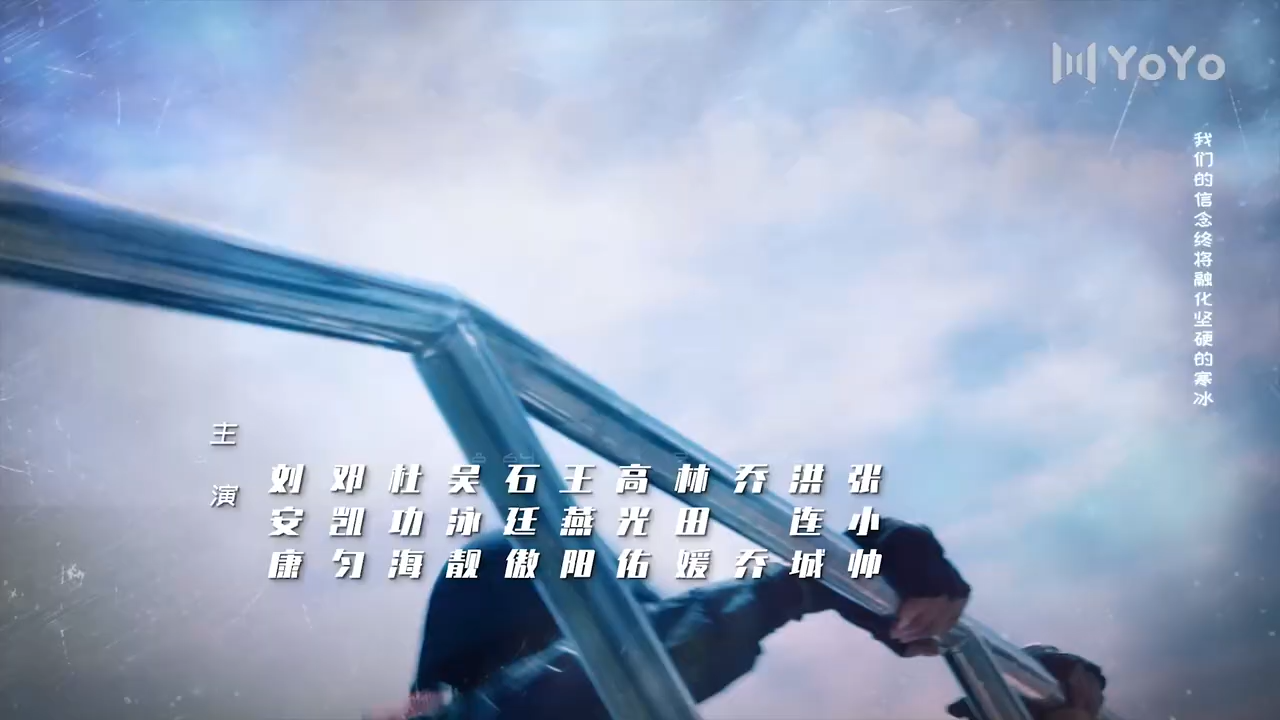 YoYo
我们的信念终将融化坚硬的寒冰
主演
刘安康
邓凯匀
杜功海
吴泳靓
石廷傲
王燕阳
高光佑
林田媛
乔乔
洪连城
张小帅